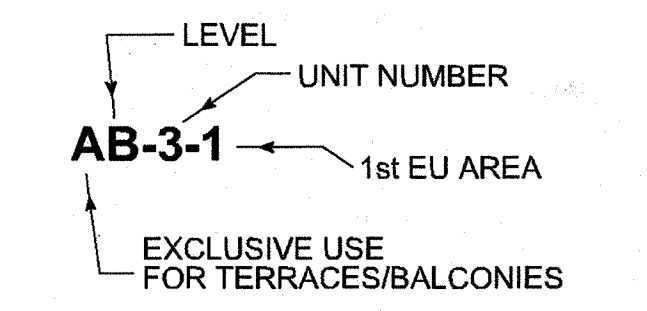 LEVEL
UNIT NUMBER
AB-3-1
1st EU AREA
EXCLUSIVE USE
FOR TERRACES/BALCONIES